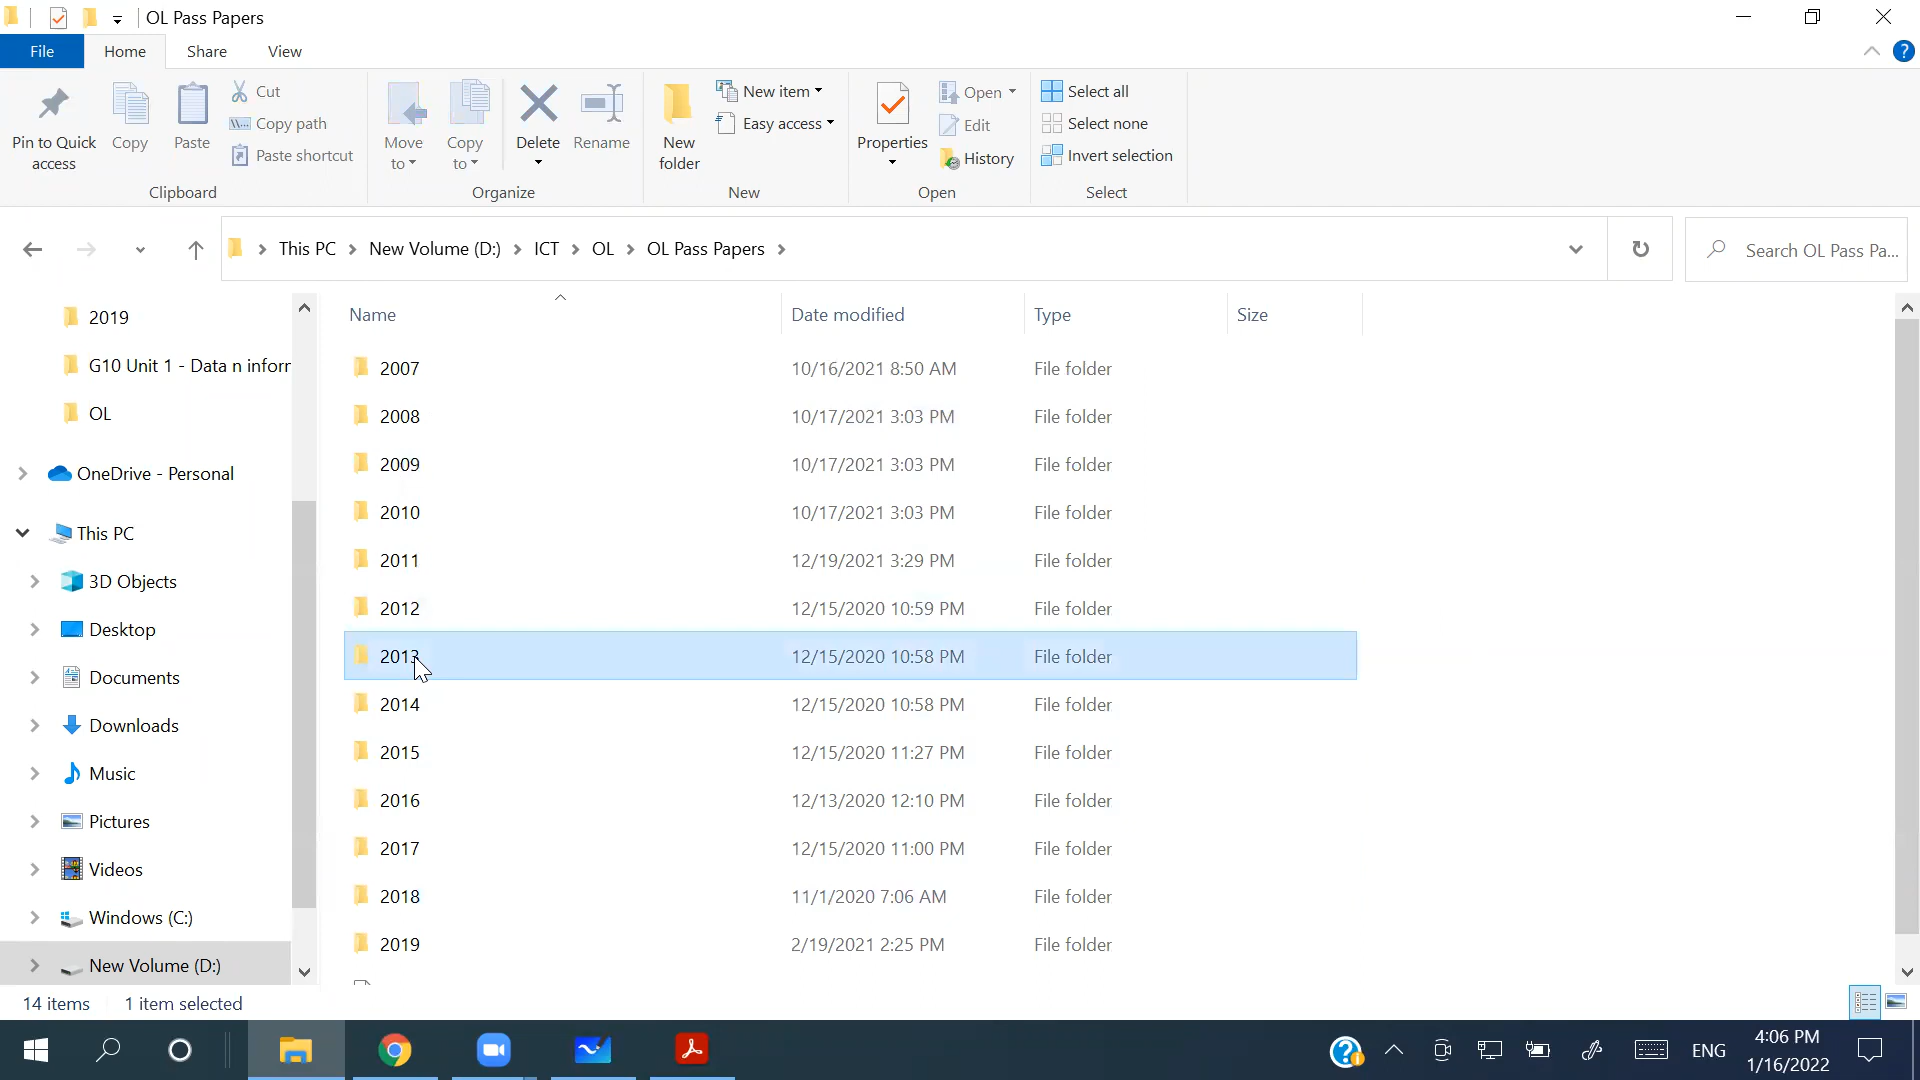 OL Pass Papers
File Home Share View
Pin to Quick access
Copy
Paste
Cut
Copy path
Paste shortcut
Clipboard
Move to
Copy to
Delete
Rename
Organize
New folder
New item
Easy access
New
Properties
Open
Edit
History
Open
Select all
Select none
Invert selection
Select
This PC New Volume (D:) ICT OL OL Pass Papers
Search OL Pass Pa...
2019
G10 Unit 1 - Data n inforr
OL
OneDrive - Personal
This PC
3D Objects
Desktop
Documents
Downloads
Music
Pictures
Videos
Windows (C:)
New Volume (D:)
Name Date modified Type Size
2007 10/16/2021 8:50 AM File folder
2008 10/17/2021 3:03 PM File folder
2009 10/17/2021 3:03 PM File folder
2010 10/17/2021 3:03 PM File folder
2011 12/19/2021 3:29 PM File folder
2012 12/15/2020 10:59 PM File folder
2013 12/15/2020 10:58 PM File folder
2014 12/15/2020 10:58 PM File folder
2015 12/15/2020 11:27 PM File folder
2016 12/13/2020 12:10 PM File folder
2017 12/15/2020 11:00 PM File folder
2018 11/1/2020 7:06 AM File folder
2019 2/19/2021 2:25 PM File folder
14 items 1 item selected
ENG
4:06 PM
1/16/2022